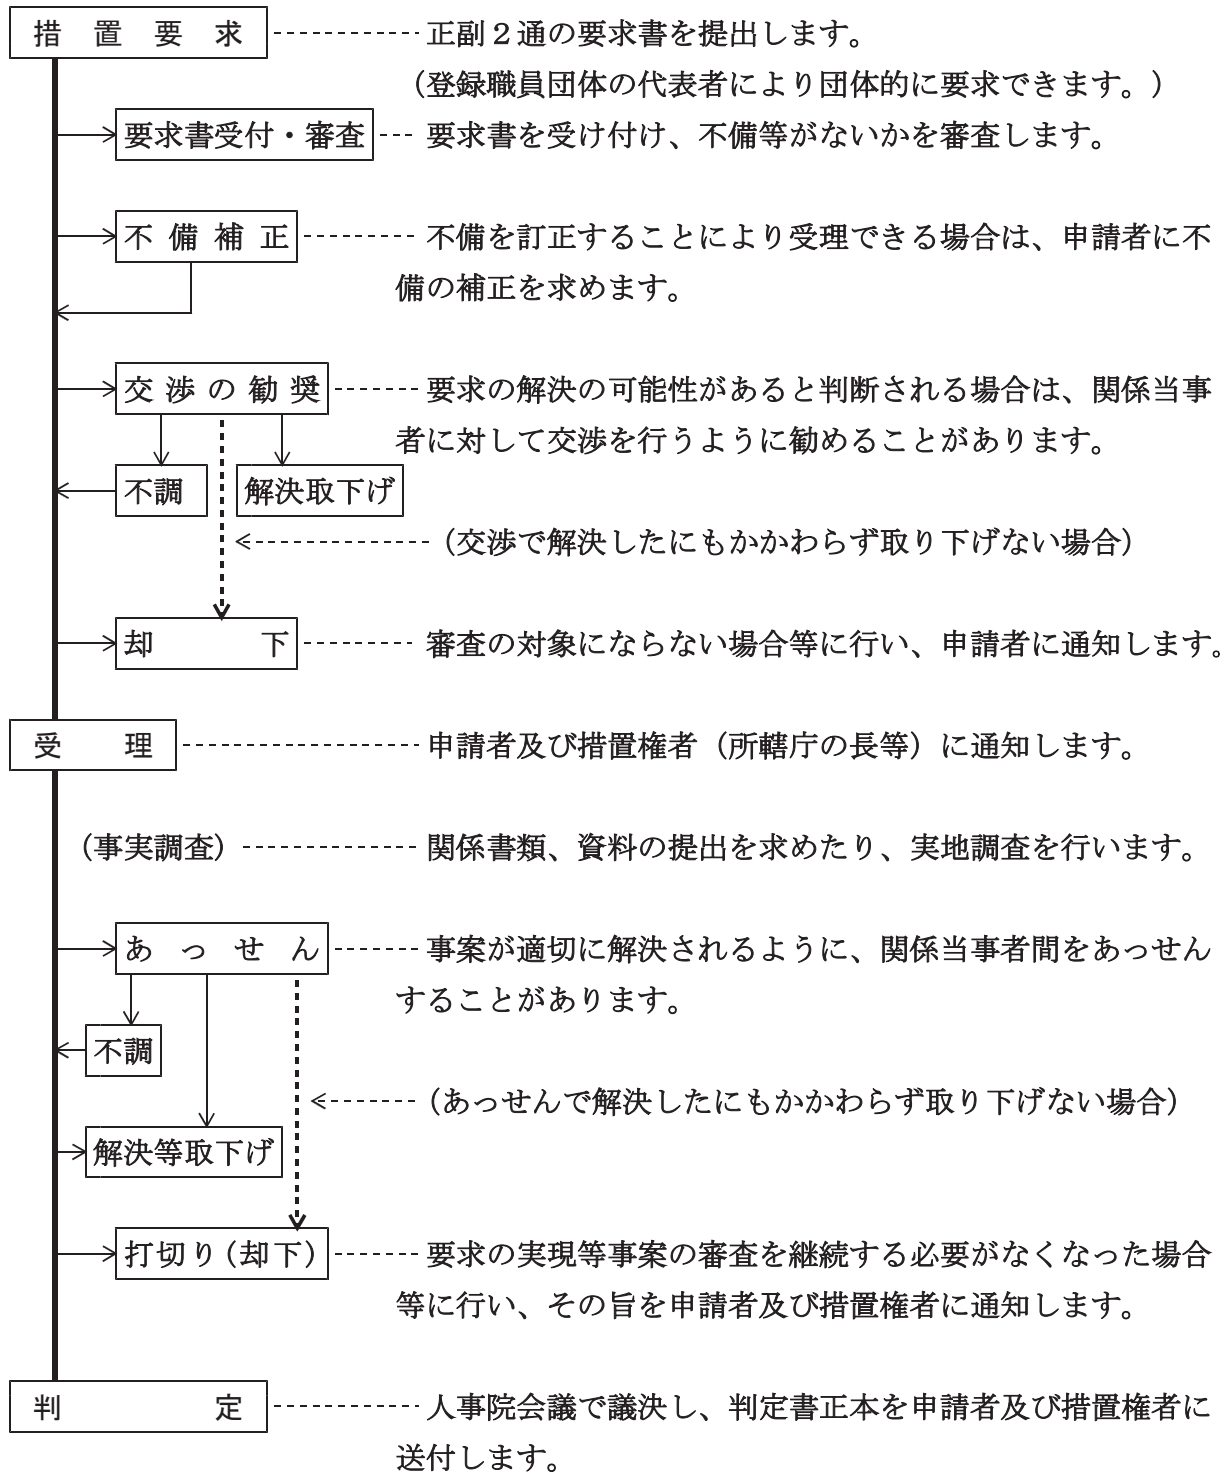 措置要求 正副２通の要求書を提出します。
（登録職員団体の代表者により団体的に要求できます。）
要求書受付・審査 要求書を受け付け、不備等がないかを審査します。
不備補正 不備を訂正することにより受理できる場合は、申請者に不
備の補正を求めます。
交渉の勧奨 要求の解決の可能性があると判断される場合は、関係当事
者に対して交渉を行うように勧めることがあります。
不調 解決取下げ
（交渉で解決したにもかかわらず取り下げない場合）
却下 審査の対象にならない場合等に行い、申請者に通知します。
受理 申請者及び措置権者（所轄庁の長等）に通知します。
（事実調査） 関係書類、資料の提出を求めたり、実地調査を行います。
あっせん 事案が適切に解決されるように、関係当事者間をあっせん
することがあります。
不調
（あっせんで解決したにもかかわらず取り下げない場合）
解決等取下げ
打切り（却下） 要求の実現等事案の審査を継続する必要がなくなった場合
等に行い、その旨を申請者及び措置権者に通知します。
判定 人事院会議で議決し、判定書正本を申請者及び措置権者に
送付します。